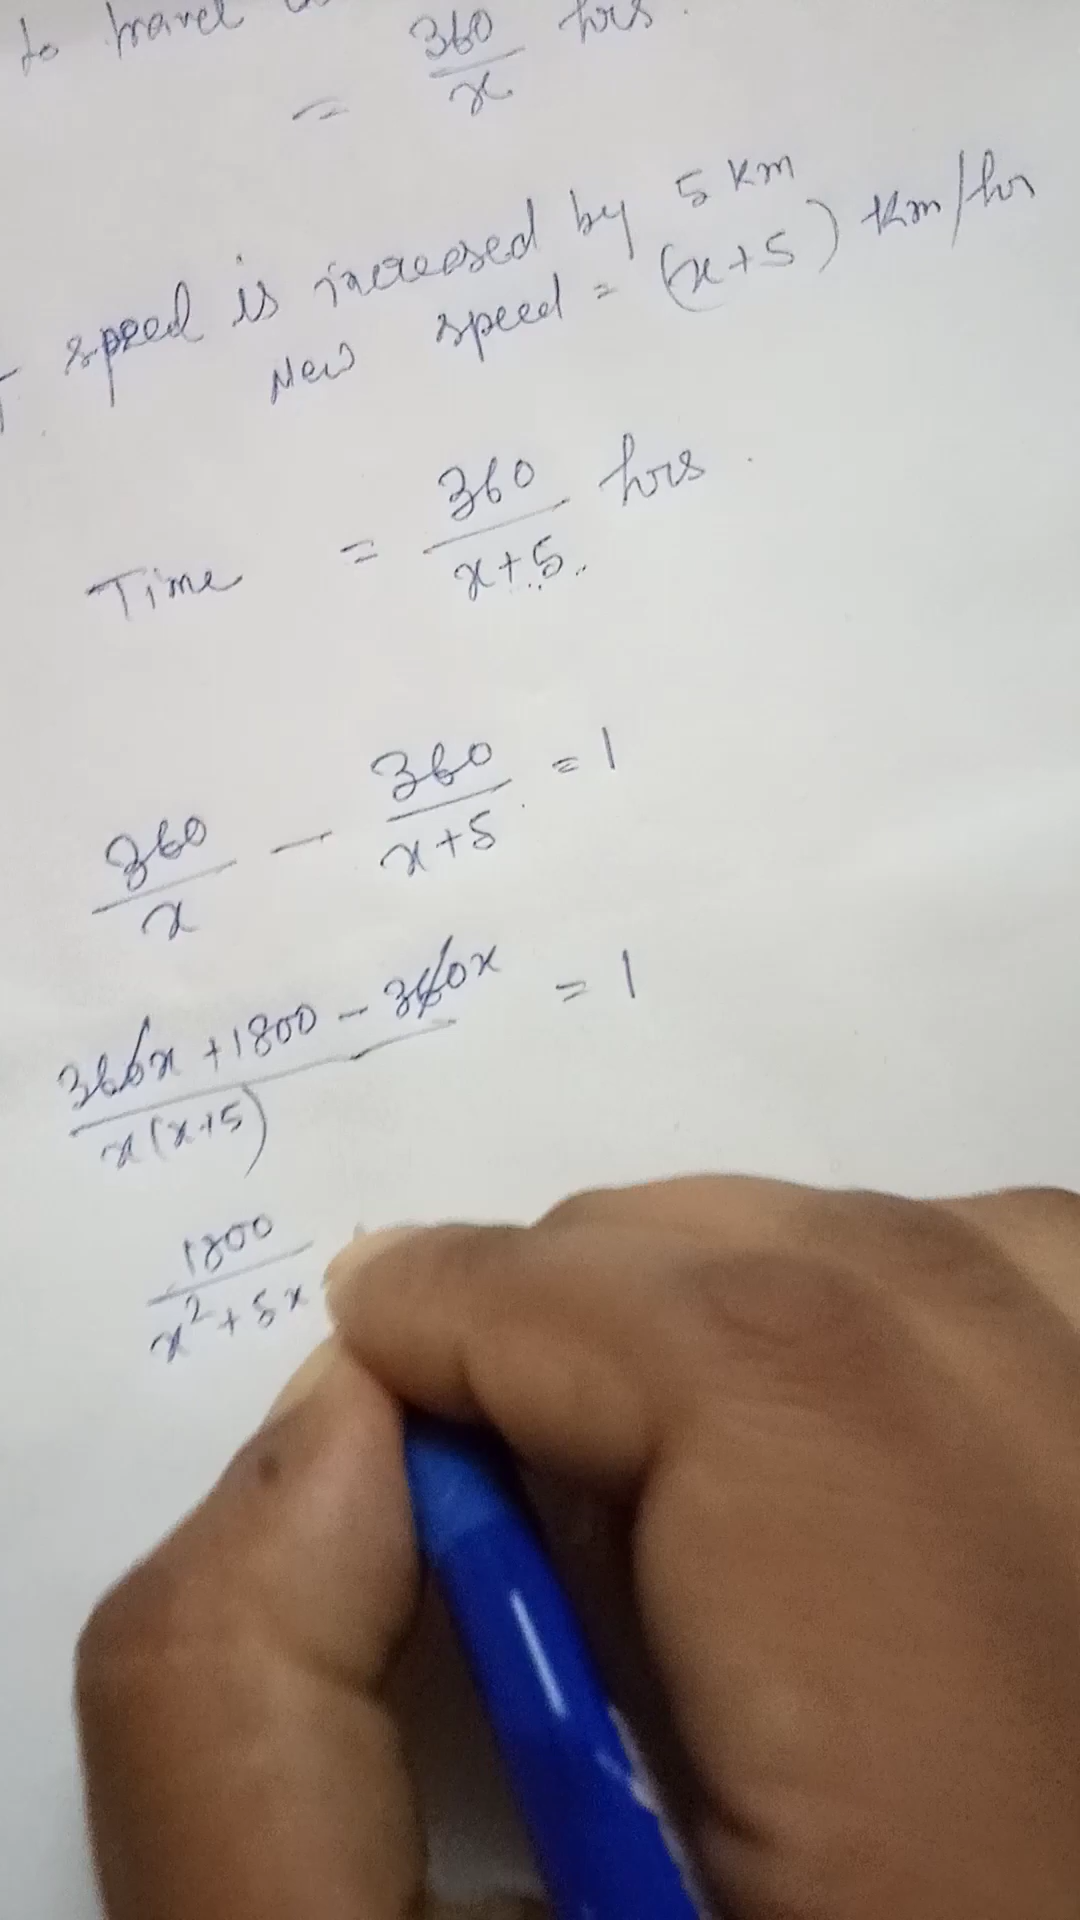 to travel
= 360/x hrs.
speed is increased by 5 km
New speed = (x+5) Km/hr
Time = 360/x+5 hrs.
360/x - 360/x+5 = 1
360x + 1800 - 360x / x(x+5) = 1
1800/x²+5x